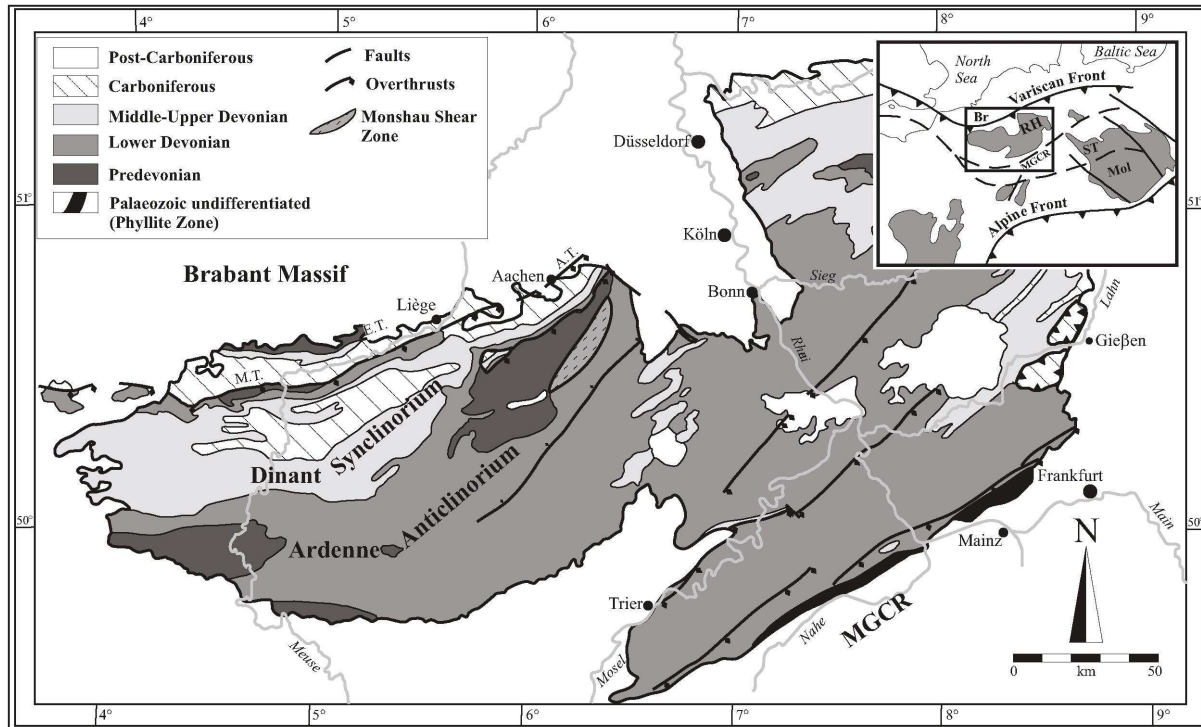 4° 5° 6° 7° 8° 9°
Post-Carboniferous
Carboniferous
Middle-Upper Devonian
Lower Devonian
Predevonian
Palaeozoic undifferentiated
(Phyllite Zone)
Faults
Overthrusts
Monshau Shear
Zone
North
Sea
Baltic Sea
Variscan Front
Br
RH
MGCR
ST
Mol
Alpine Front
51°
51°
Düsseldorf
Köln
Bonn
Sieg
Rhei
Brabant Massif
Aachen
A.T.
Liège
E.T.
M.T.
Lahn
Gieβen
Dinant
Synclinorium
Anticlinorium
Ardenne
50°
50°
Frankfurt
Main
Mainz
N
Trier
Nahe
MGCR
Mosel
Meuse
0 km 50
4° 5° 6° 7° 8° 9°